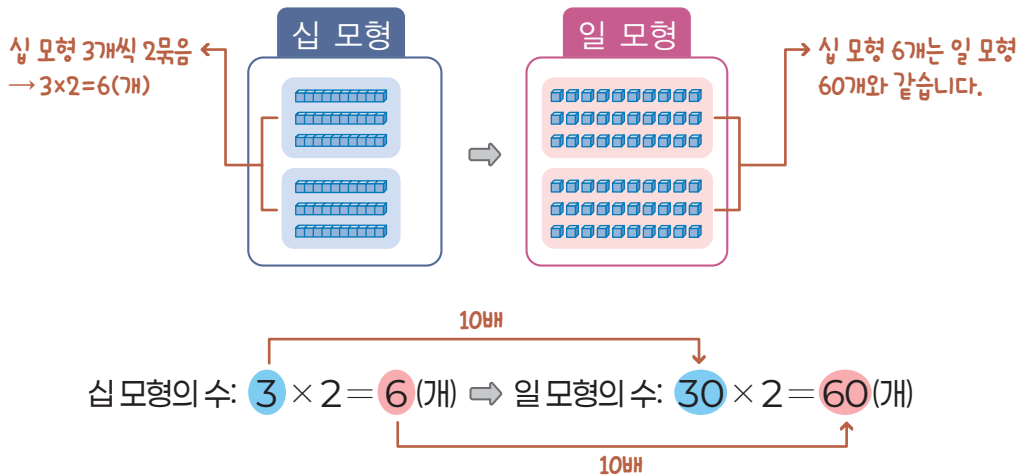 십 모형
일 모형
십 모형 3개씩 2묶음
→ 3×2=6(개)
십 모형 6개는 일 모형
60개와 같습니다.
10배
십 모형의 수: 3×2=6(개) ⇨ 일 모형의 수: 30×2=60(개)
10배